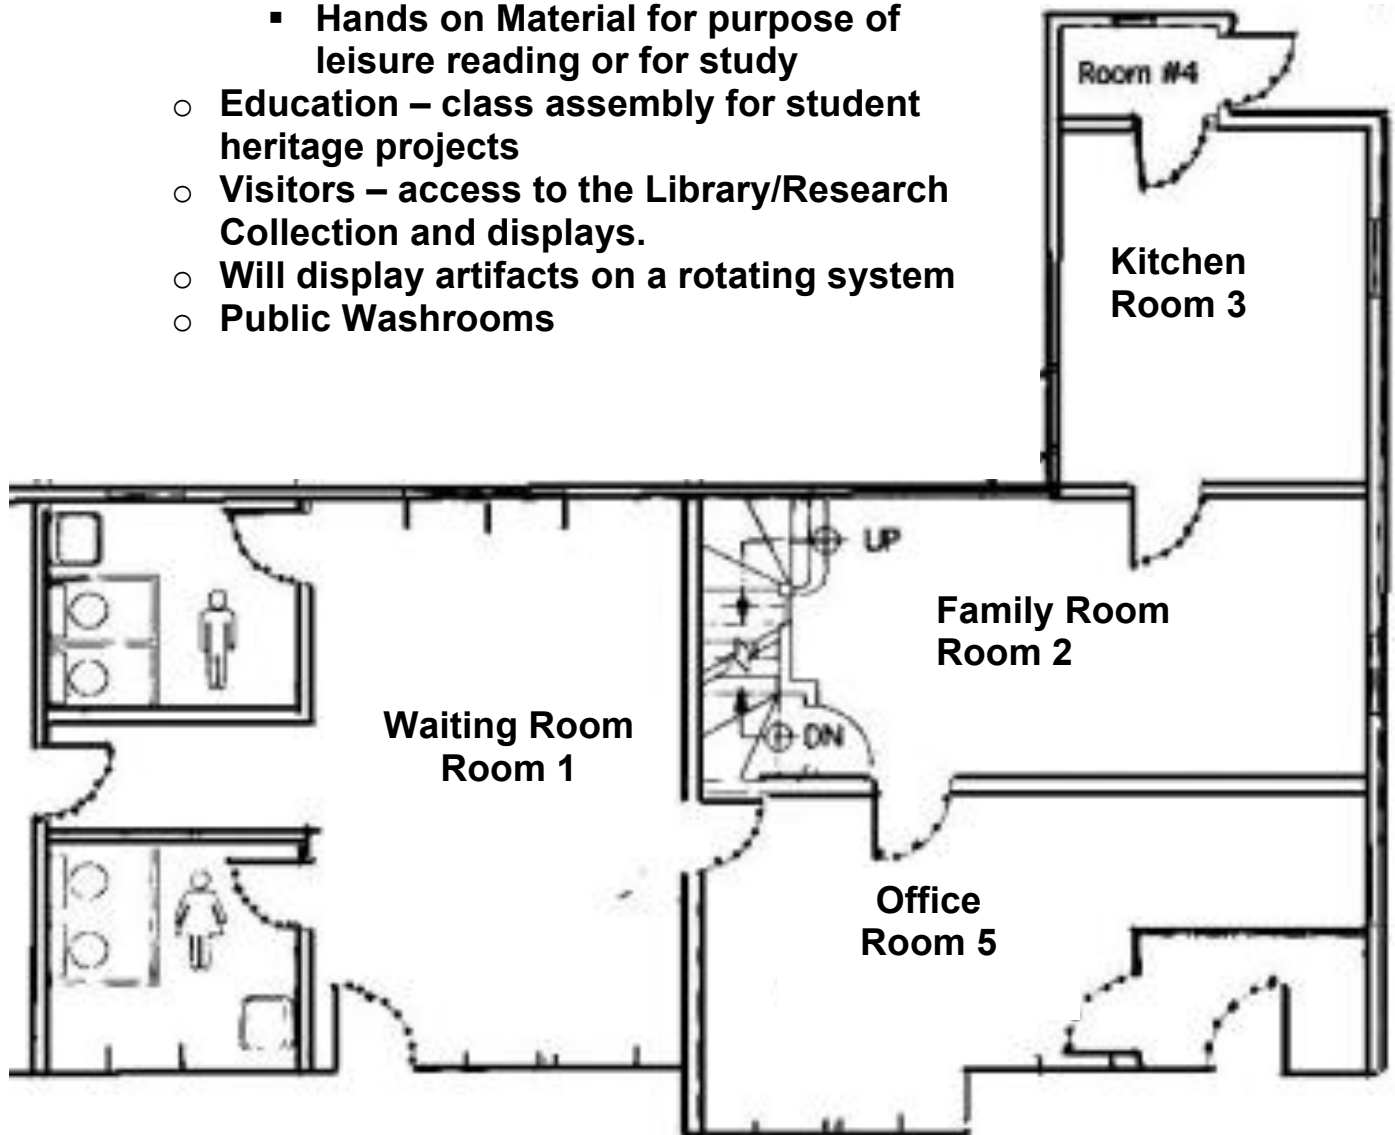 ▪ Hands on Material for purpose of
leisure reading or for study
o Education – class assembly for student
heritage projects
o Visitors – access to the Library/Research
Collection and displays.
o Will display artifacts on a rotating system
o Public Washrooms
Room #4
Kitchen
Room 3
UP
Family Room
Room 2
Waiting Room
Room 1
DN
Office
Room 5